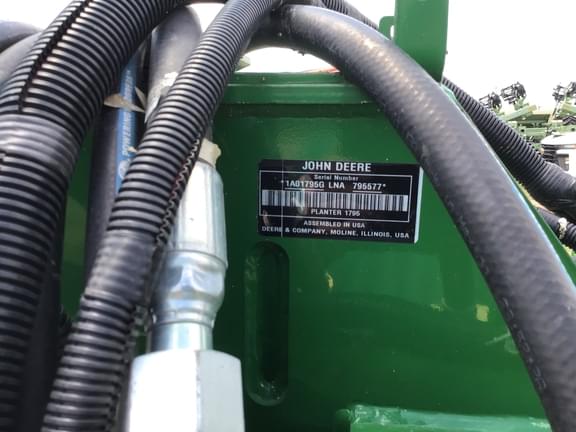 JOHN DEERE
Serial Number
*1A01795G LNA 795577*
PLANTER 1795
ASSEMBLED IN USA
DEERE & COMPANY, MOLINE, ILLINOIS, USA